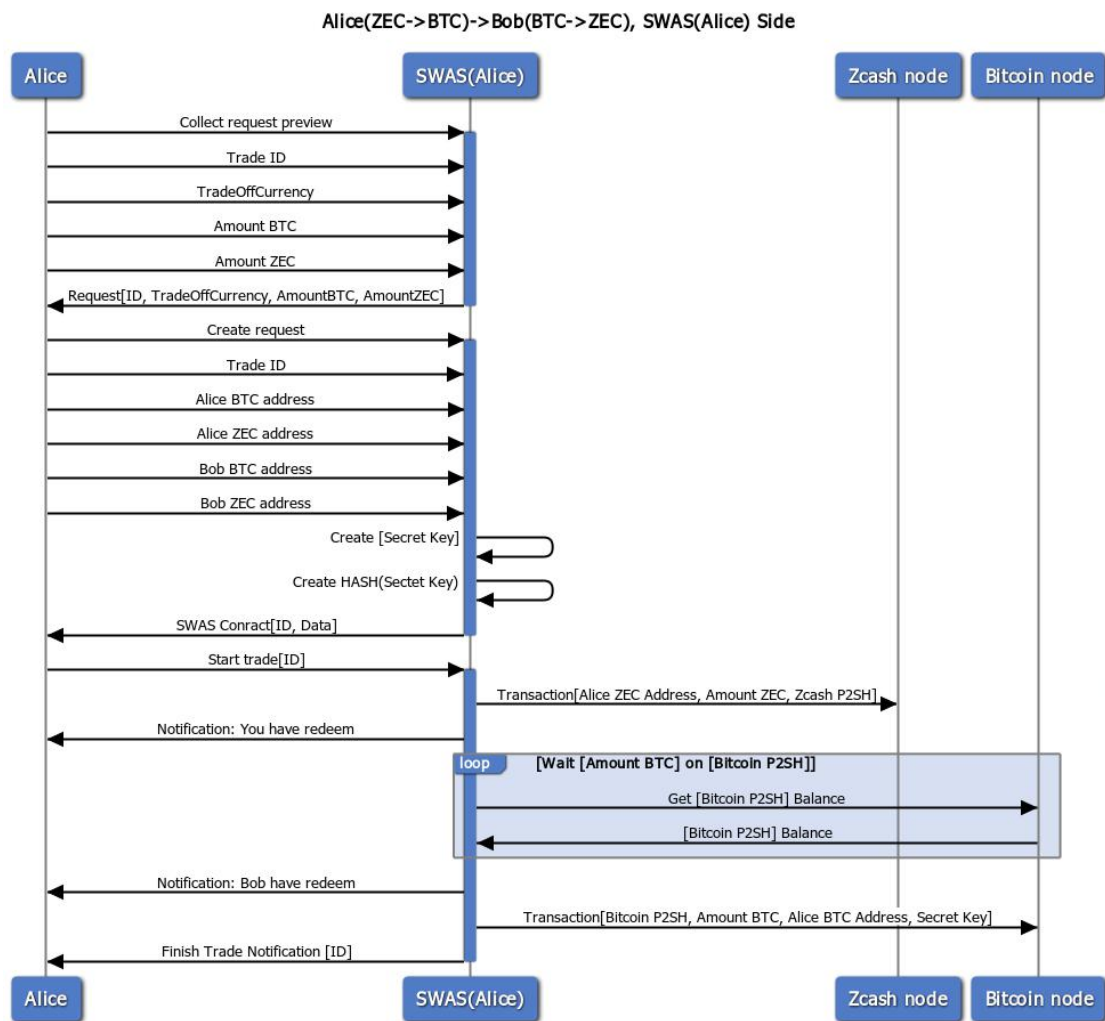 Alice(ZEC->BTC)->Bob(BTC->ZEC), SWAS(Alice) Side
Alice
SWAS(Alice)
Zcash node
Bitcoin node
Collect request preview
Trade ID
TradeOffCurrency
Amount BTC
Amount ZEC
Request[ID, TradeOffCurrency, AmountBTC, AmountZEC]
Create request
Trade ID
Alice BTC address
Alice ZEC address
Bob BTC address
Bob ZEC address
Create [Secret Key]
Create HASH(Sectet Key)
SWAS Conract[ID, Data]
Start trade[ID]
Transaction[Alice ZEC Address, Amount ZEC, Zcash P2SH]
Notification: You have redeem
loop
[Wait [Amount BTC] on [Bitcoin P2SH]]
Get [Bitcoin P2SH] Balance
[Bitcoin P2SH] Balance
Notification: Bob have redeem
Transaction[Bitcoin P2SH, Amount BTC, Alice BTC Address, Secret Key]
Finish Trade Notification [ID]
Alice
SWAS(Alice)
Zcash node
Bitcoin node